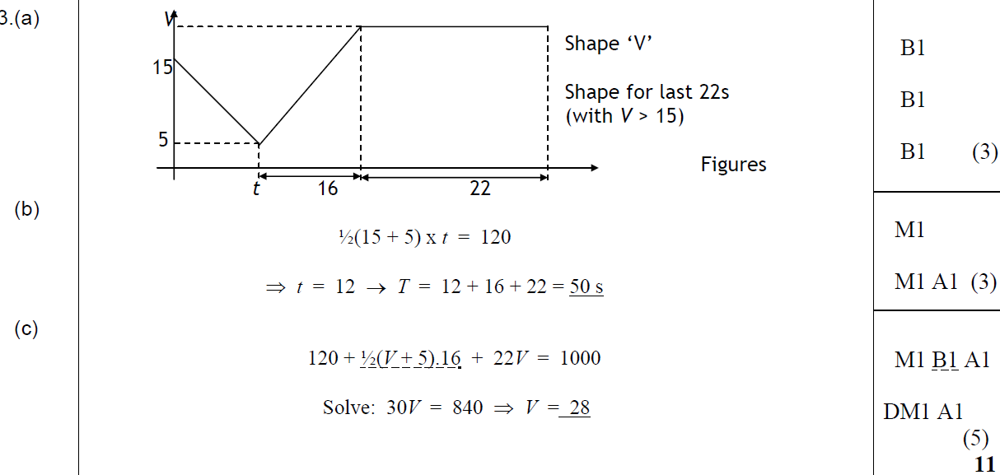 3.(a)
V
15
5
t 16 22
Shape ‘V’
Shape for last 22s
(with V > 15)
Figures
B1
B1
B1 (3)
(b)
½(15 + 5) x t = 120
M1
⇒ t = 12 → T = 12 + 16 + 22 = 50 s
M1 A1 (3)
(c)
120 + ½(V + 5).16 + 22V = 1000
M1 B1 A1
Solve: 30V = 840 ⇒ V = 28
DM1 A1
(5)
11